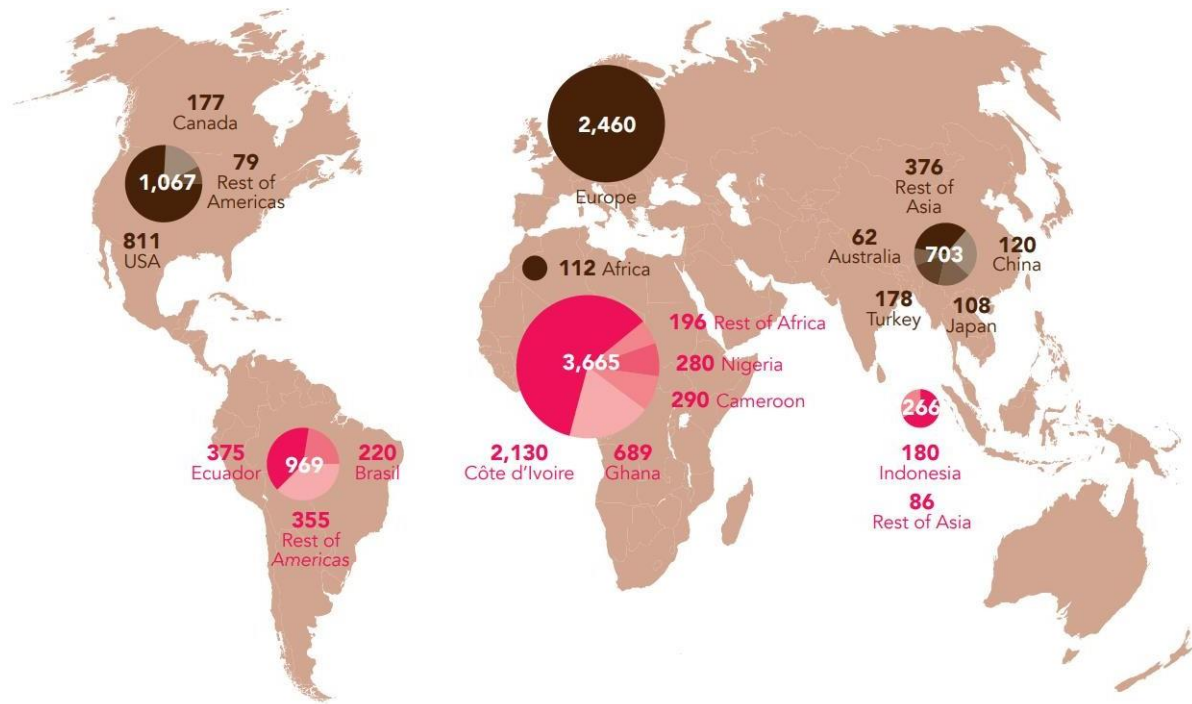 177
Canada
1,067
79
Rest of
Americas
811
USA
2,460
Europe
376
Rest of
Asia
62
Australia
703
120
China
178
Turkey
108
Japan
112 Africa
3,665
196 Rest of Africa
280 Nigeria
290 Cameroon
2,130
Côte d'Ivoire
689
Ghana
266
180
Indonesia
86
Rest of Asia
375
Ecuador
969
220
Brasil
355
Rest of
Americas